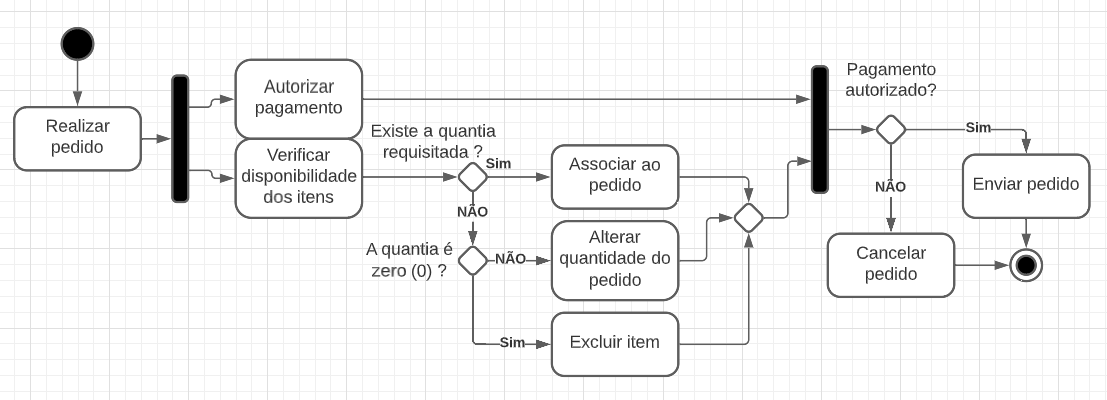 Realizar
pedido
Autorizar
pagamento
Verificar
disponibilidade
dos itens
Existe a quantia
requisitada ?
Sim
NÃO
A quantia é
zero (0) ?
NÃO
Sim
Associar ao
pedido
Alterar
quantidade do
pedido
Excluir item
Pagamento
autorizado?
Sim
NÃO
Enviar pedido
Cancelar
pedido